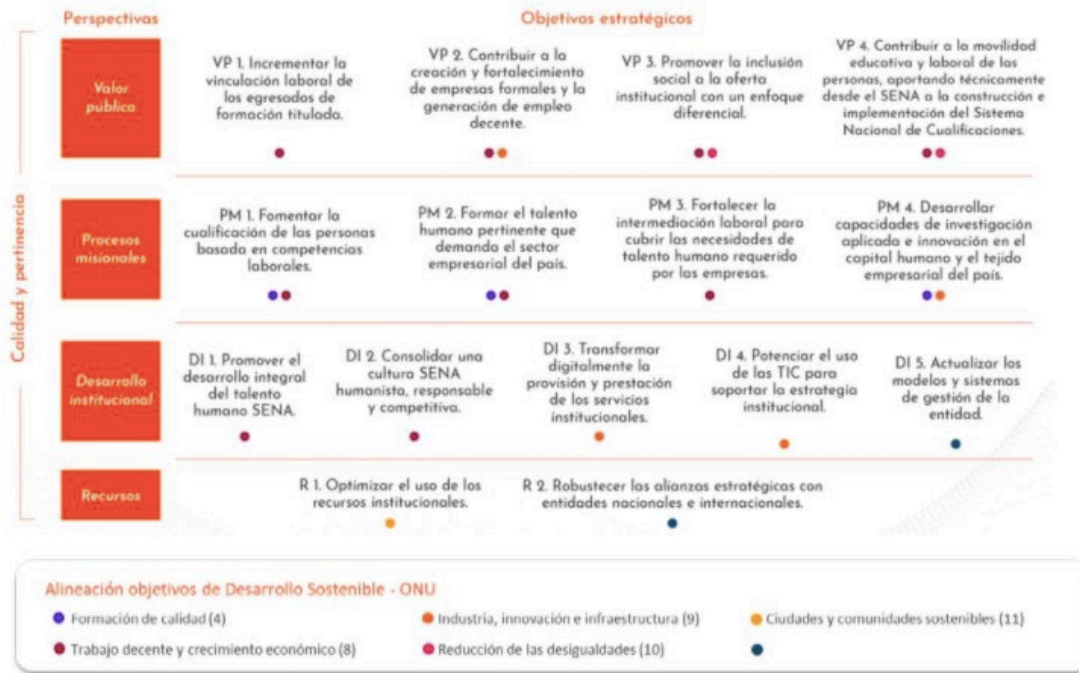 Perspectivas
Objetivos estratégicos
Calidad y pertinencia
Valor
público
VP 1. Incrementar la
vinculación laboral de
los egresados de
formación titulada.
VP 2. Contribuir a la
creación y fortalecimiento
de empresas formales y la
generación de empleo
decente.
VP 3. Promover la inclusión
social a la oferta
institucional con un enfoque
diferencial.
VP 4. Contribuir a la movilidad
educativa y laboral de las
personas, aportando técnicamente
desde el SENA a la construcción e
implementación del Sistema
Nacional de Cualificaciones.
Procesos
misionales
PM 1. Fomentar la
cualificación de las personas
basada en competencias
laborales.
PM 2. Formar el talento
humano pertinente que
demanda el sector
empresarial del país.
PM 3. Fortalecer la
intermediación laboral para
cubrir las necesidades de
talento humano requerido
por las empresas.
PM 4. Desarrollar
capacidades de investigación
aplicada e innovación en el
capital humano y el tejido
empresarial del país.
Desarrollo
institucional
DI 1. Promover el
desarrollo integral
del talento
humano SENA.
DI 2. Consolidar una
cultura SENA
humanista, responsable
y competitiva.
DI 3. Transformar
digitalmente la
provisión y prestación
de los servicios
institucionales.
DI 4. Potenciar el uso
de las TIC para
soportar la estrategia
institucional.
DI 5. Actualizar los
modelos y sistemas
de gestión de la
entidad.
Recursos
R 1. Optimizar el uso de los
recursos institucionales.
R 2. Robustecer las alianzas estratégicas con
entidades nacionales e internacionales.
Alineación objetivos de Desarrollo Sostenible - ONU
Formación de calidad (4)
Industria, innovación e infraestructura (9)
Ciudades y comunidades sostenibles (11)
Trabajo decente y crecimiento económico (8)
Reducción de las desigualdades (10)